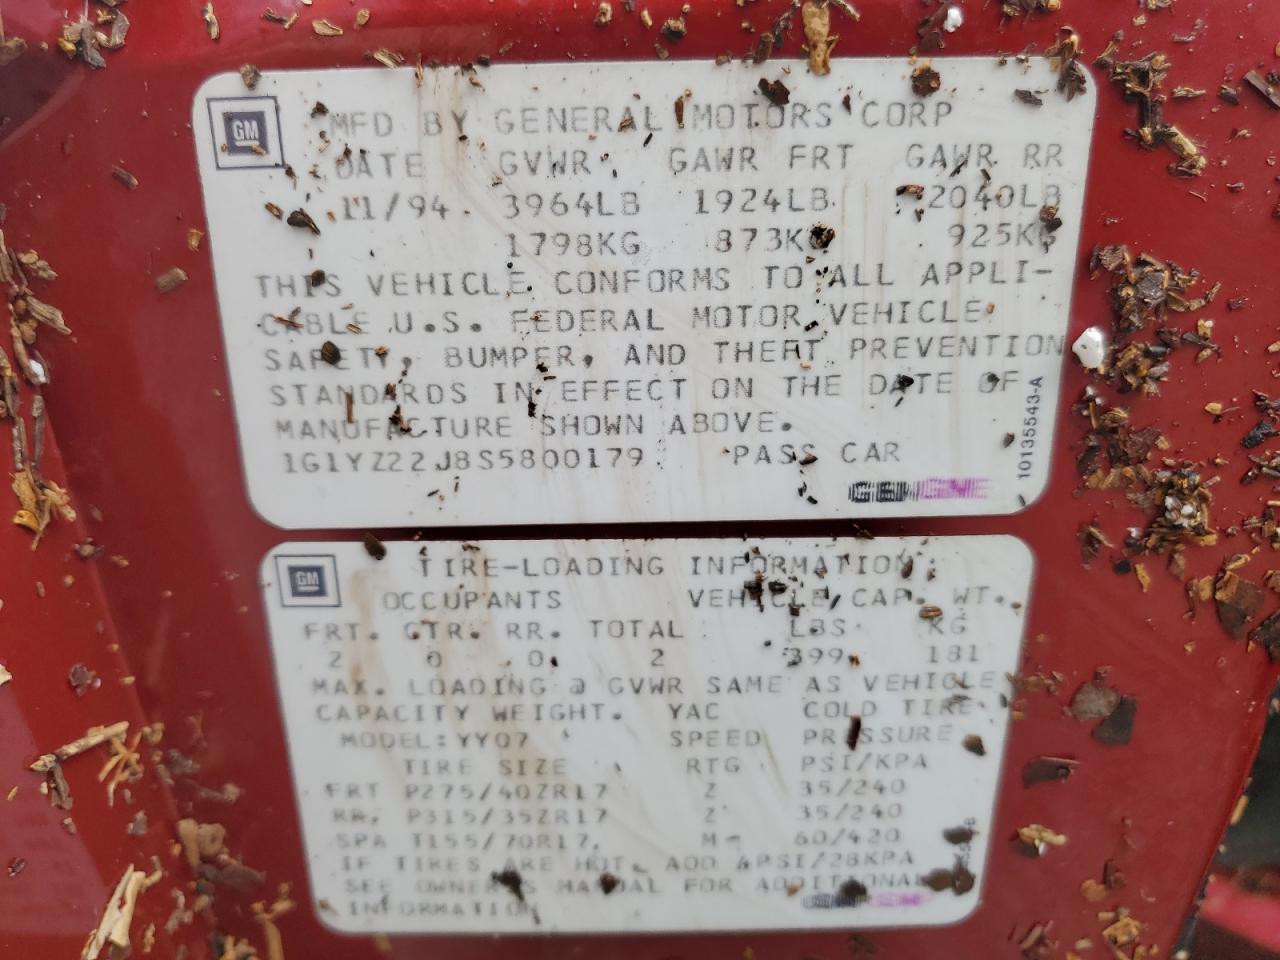 GM
MFD BY GENERAL MOTORS CORP
DATE GVWR GAWR FRT GAWR RR
11/94 3964LB 1924LB 2040LB
1798KG 873KG 925KG
THIS VEHICLE CONFORMS TO ALL APPLI-
CABLE U.S. FEDERAL MOTOR VEHICLE
SAFETY, BUMPER, AND THEFT PREVENTION
STANDARDS IN EFFECT ON THE DATE OF
MANUFACTURE SHOWN ABOVE.
1G1YZ22J8S5800179 PASS CAR
10135543-A
GM
TIRE-LOADING INFORMATION
OCCUPANTS VEHICLE CAP. WT.
FRT. CTR. RR. TOTAL LBS KG
2 0 0 2 399 181
MAX. LOADING @ GVWR SAME AS VEHICLE
CAPACITY WEIGHT. YAC COLD TIRE
MODEL:YY07 SPEED PRESSURE
TIRE SIZE RTG PSI/KPA
FRT P275/40ZR17 Z 35/240
RR. P315/35ZR17 Z 35/240
SPA T155/70R17 M 60/420
IF TIRES ARE HOT, ADD 4PSI/28KPA
SEE OWNER'S MANUAL FOR ADDITIONAL
INFORMATION